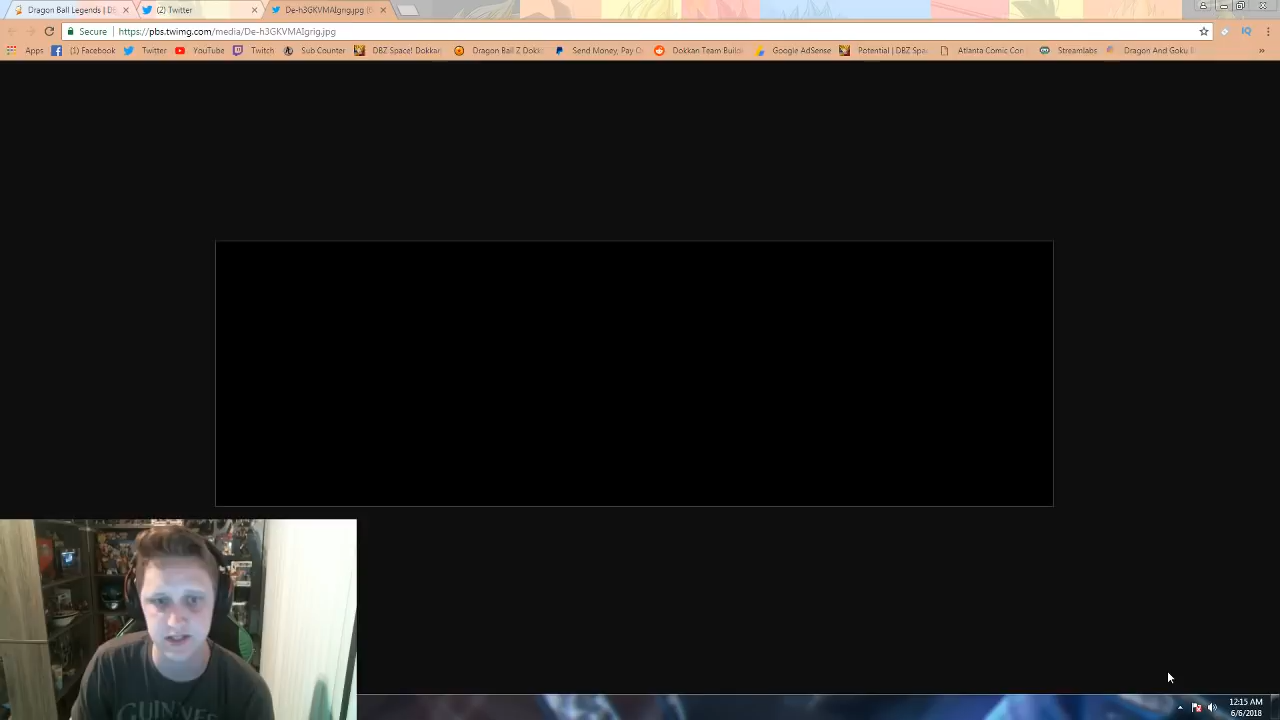 Dragon Ball Legends | D
(2) Twitter
De-h3GKVMAIgrig.jpg (
Secure
https://pbs.twimg.com/media/De-h3GKVMAIgrig.jpg
IQ
Apps
(1) Facebook
Twitter
YouTube
Twitch
Sub Counter
DBZ Space! Dokkan
Dragon Ball Z Dokk
Send Money, Pay O
Dokkan Team Build
Google AdSense
Potential | DBZ Spa
Atlanta Comic Con
Streamlabs
Dragon And Goku
GUINNES
12:15 AM
6/6/2018